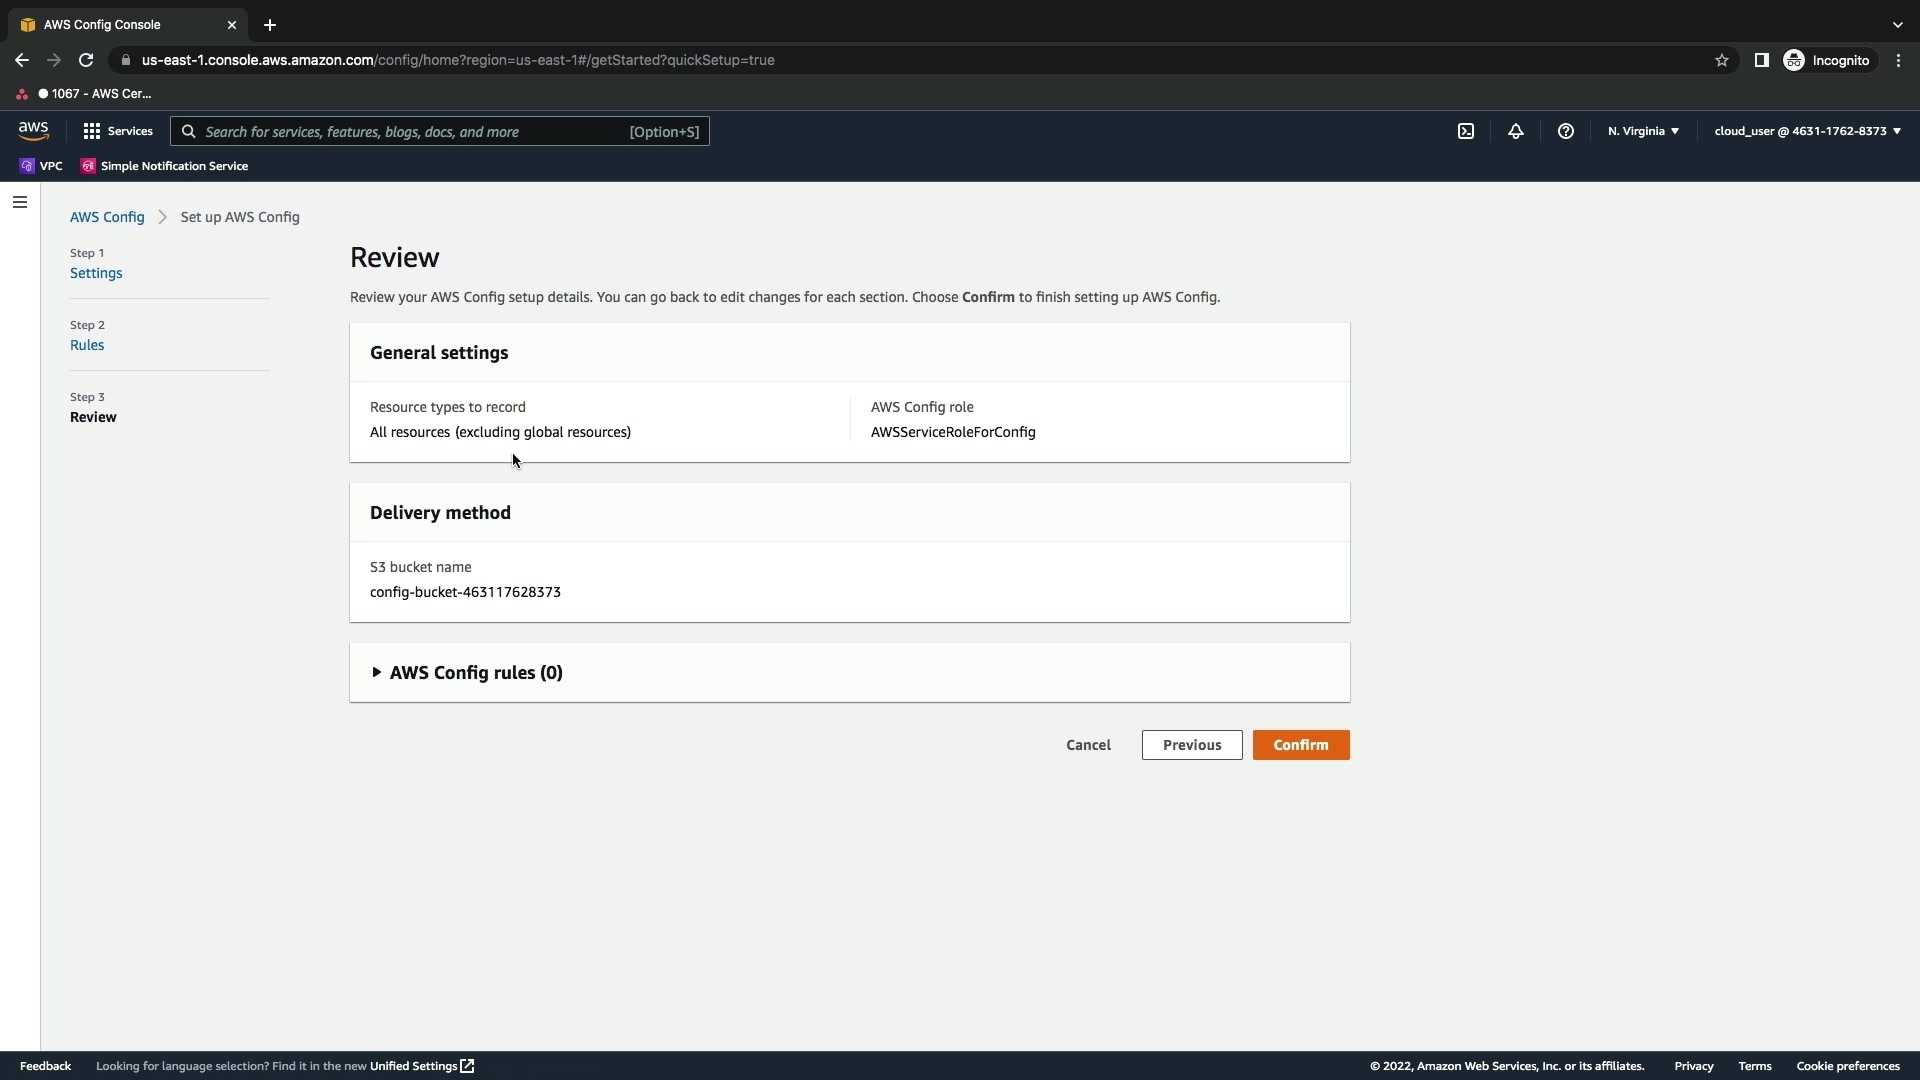 AWS Config Console
us-east-1.console.aws.amazon.com/config/home?region=us-east-1#/getStarted?quickSetup=true
Incognito
1067 - AWS Cer...
aws
Services
Search for services, features, blogs, docs, and more
[Option+S]
N. Virginia
cloud_user @ 4631-1762-8373
VPC
Simple Notification Service
AWS Config
Set up AWS Config
Step 1
Settings
Step 2
Rules
Step 3
Review
Review
Review your AWS Config setup details. You can go back to edit changes for each section. Choose Confirm to finish setting up AWS Config.
General settings
Resource types to record
All resources (excluding global resources)
AWS Config role
AWSServiceRoleForConfig
Delivery method
S3 bucket name
config-bucket-463117628373
AWS Config rules (0)
Cancel
Previous
Confirm
Feedback
Looking for language selection? Find it in the new Unified Settings
© 2022, Amazon Web Services, Inc. or its affiliates.
Privacy
Terms
Cookie preferences